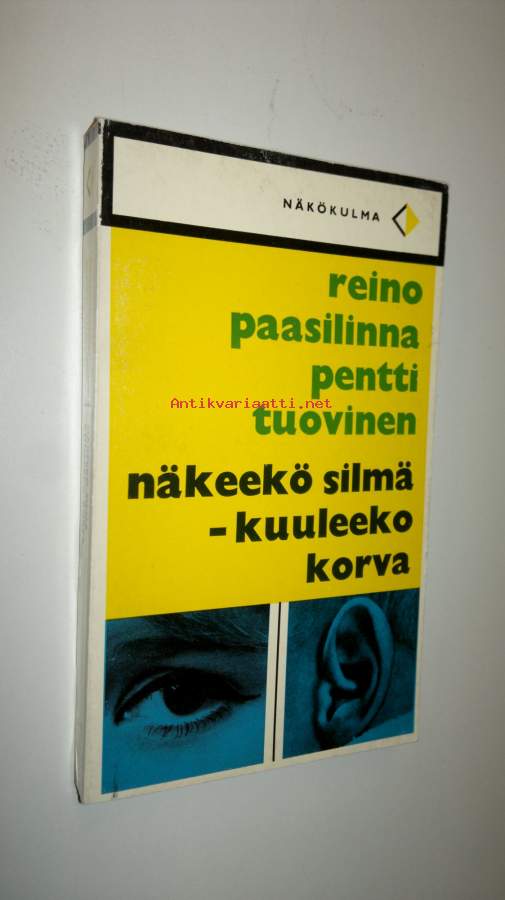 NÄKÖKULMA
reino
paasilinna
pentti
Antikvariaatti.net
tuovinen
näkeekö silmä
-kuuleeko
korva